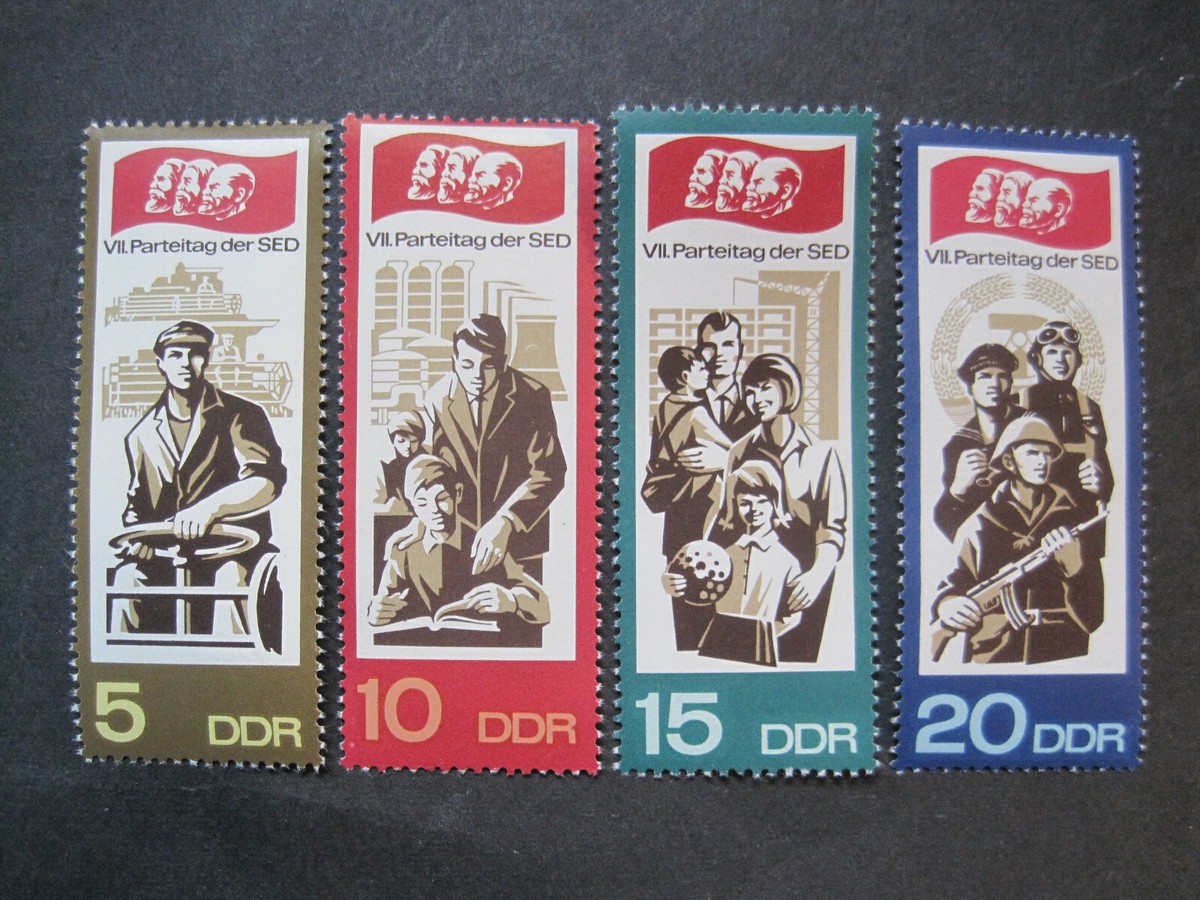 VII. Parteitag der SED
5 DDR
VII. Parteitag der SED
10 DDR
VII. Parteitag der SED
15 DDR
VII. Parteitag der SED
20 DDR